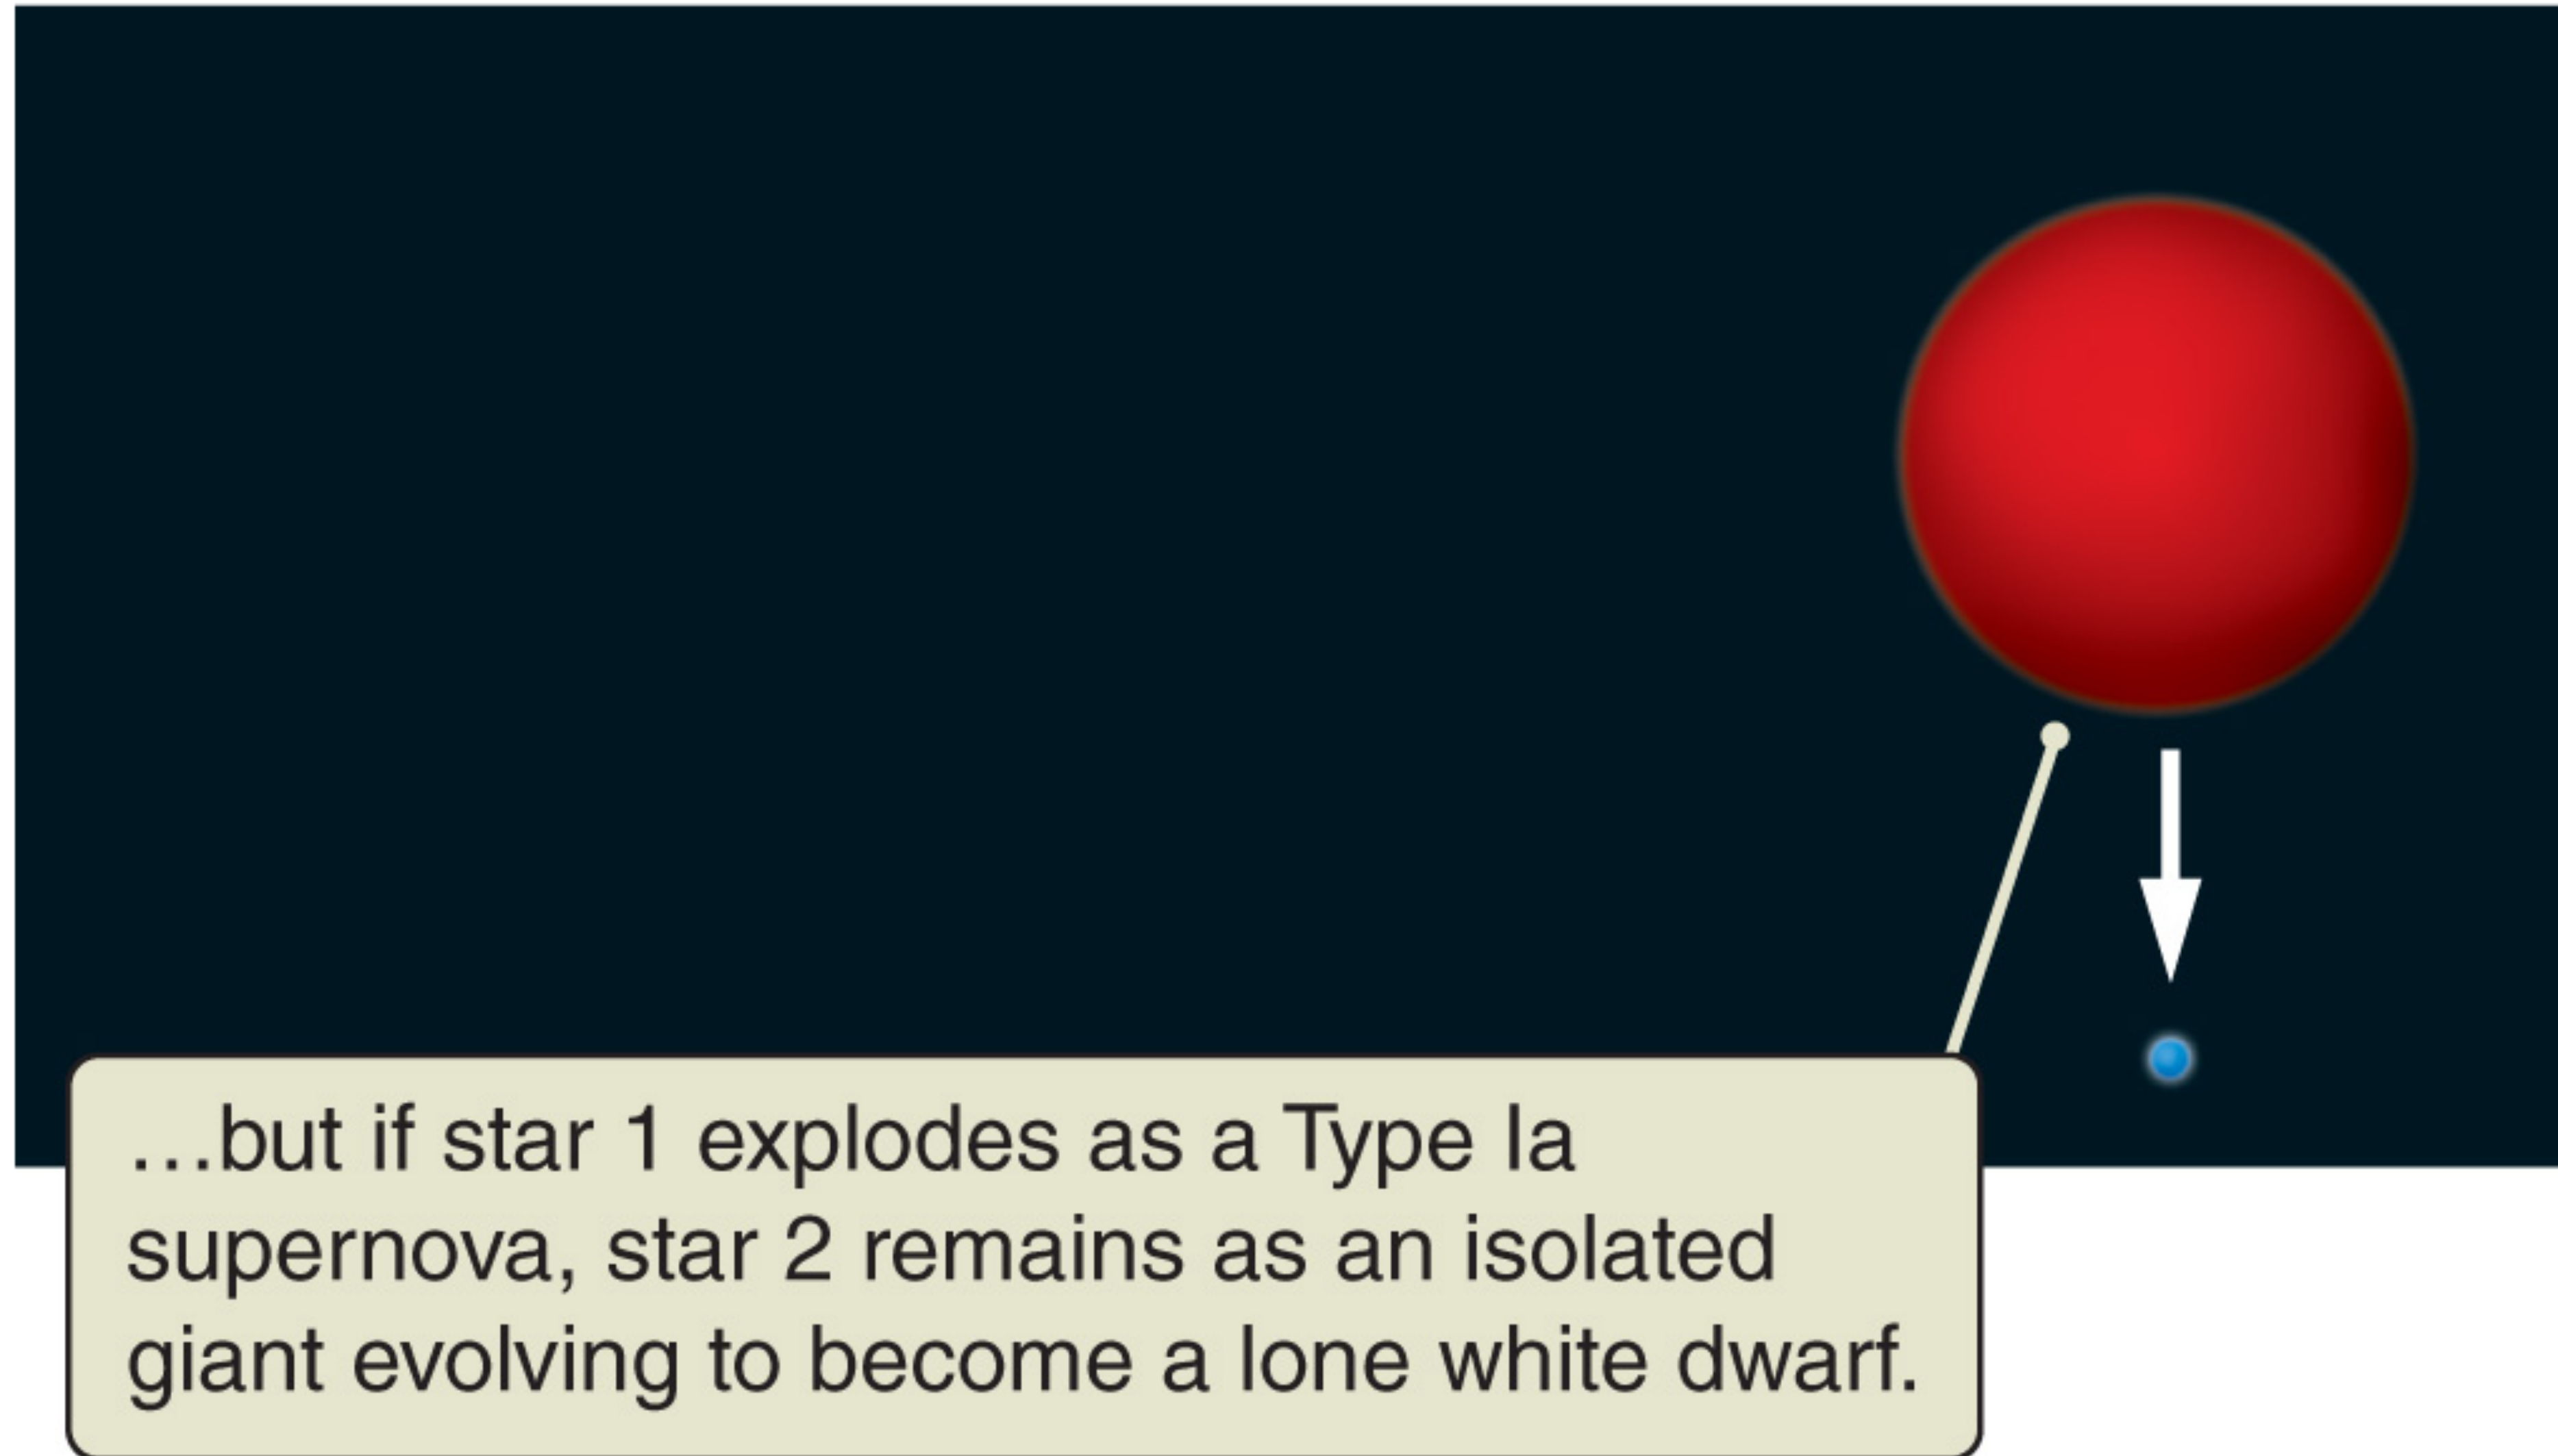 …but if star 1 explodes as a Type Ia
supernova, star 2 remains as an isolated
giant evolving to become a lone white dwarf.